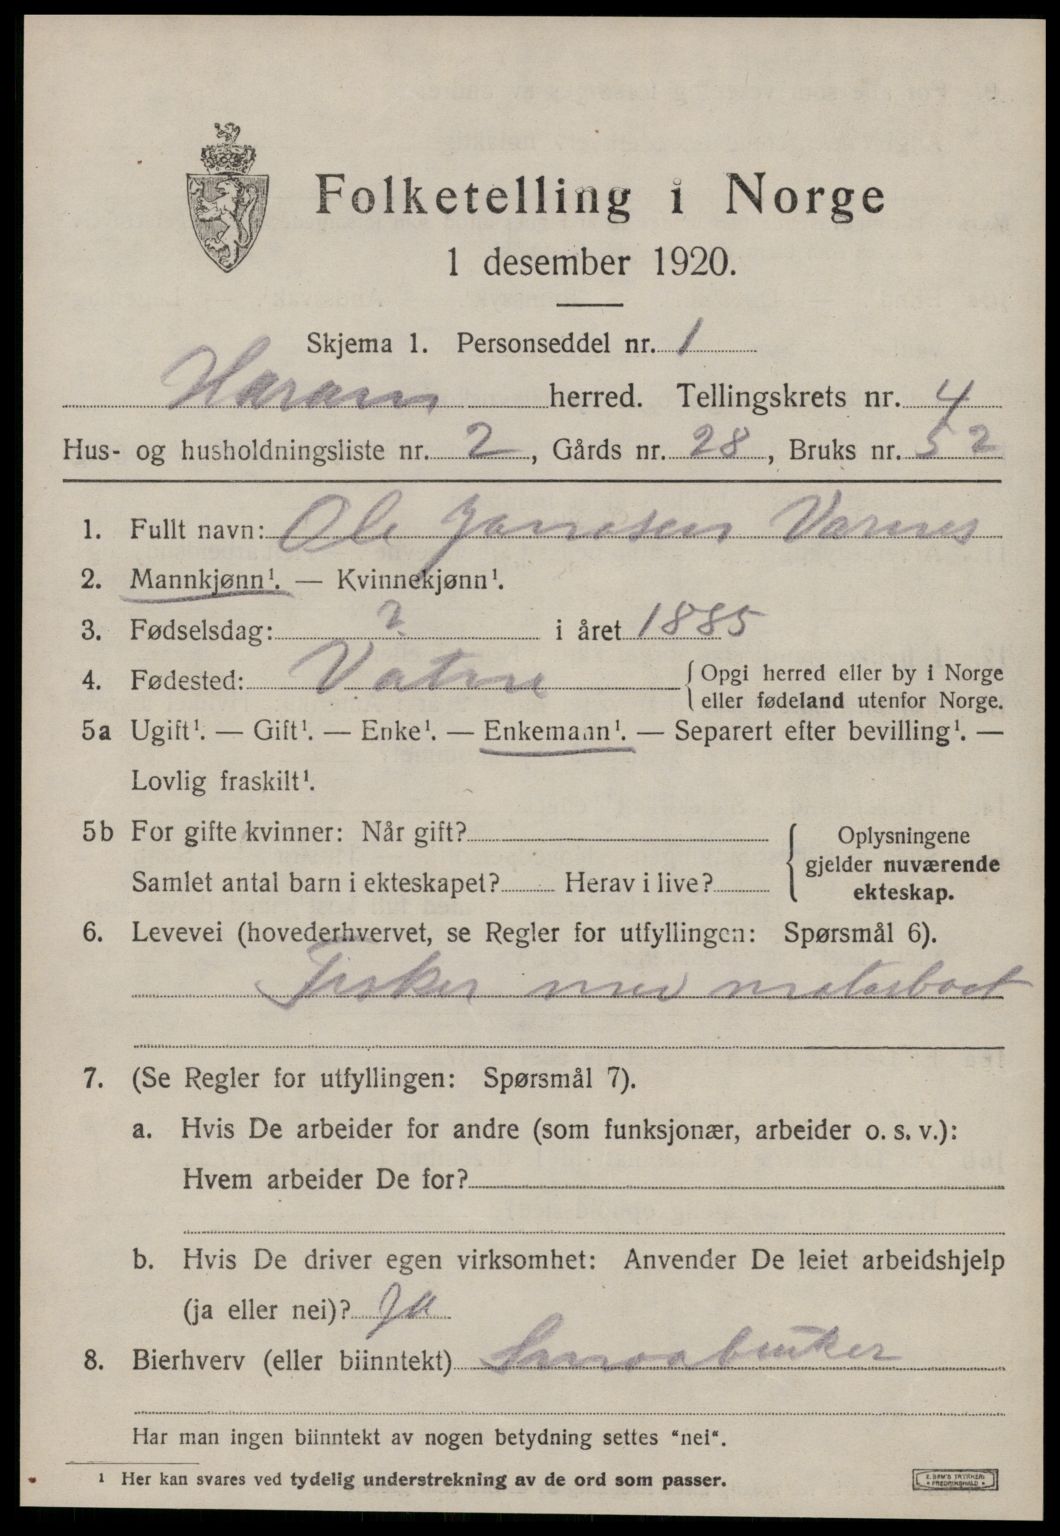 Folketelling i Norge
1 desember 1920.
Skjema 1. Personseddel nr. 1
Haram herred. Tellingskrets nr. 4
Hus- og husholdningsliste nr. 2, Gårds nr. 28, Bruks nr. 52
1. Fullt navn: Ole Jansen Varnes
2. Mannkjønn¹. — Kvinnekjønn¹.
3. Fødselsdag: ? i året 1885
4. Fødested: Vatne {Opgi herred eller by i Norge
eller fødeland utenfor Norge.
5a Ugift¹. — Gift¹. — Enke¹. — Enkemann¹. — Separert efter bevilling¹. —
Lovlig fraskilt¹.
5b For gifte kvinner: Når gift?
Samlet antal barn i ekteskapet? Herav i live?
Oplysningene
gjelder nuværende
ekteskap.
6. Levevei (hovederhvervet, se Regler for utfyllingen: Spørsmål 6).
Fisker med motorbaat
7. (Se Regler for utfyllingen: Spørsmål 7).
a. Hvis De arbeider for andre (som funksjonær, arbeider o. s. v.):
Hvem arbeider De for?
b. Hvis De driver egen virksomhet: Anvender De leiet arbeidshjelp
(ja eller nei)? Ja
8. Bierhverv (eller biinntekt) Smaabruker
Har man ingen biinntekt av nogen betydning settes "nei".
¹ Her kan svares ved tydelig understrekning av de ord som passer.
E. SEM'S TRYKKERI
FREDRIKSHALD